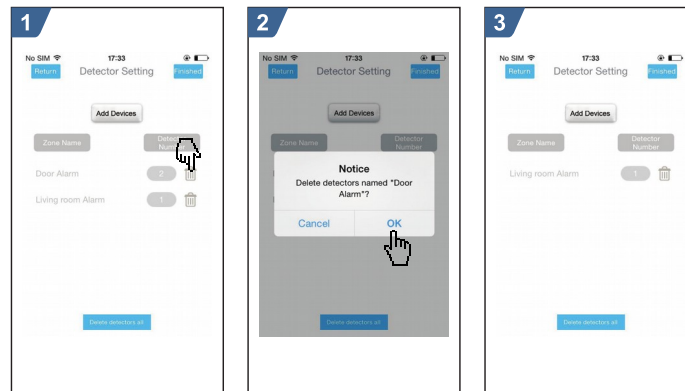 1
No SIM 17:33
Return Detector Setting Finished
Add Devices
Zone Name Detector
Number
Door Alarm 2
Living room Alarm 1
Delete detectors all
2
No SIM 17:33
Return Detector Setting Finished
Add Devices
Zone Name Detector
Number
Notice
Delete detectors named "Door
Alarm"?
Cancel OK
Delete detectors all
3
No SIM 17:33
Return Detector Setting Finished
Add Devices
Zone Name Detector
Number
Living room Alarm 1
Delete detectors all